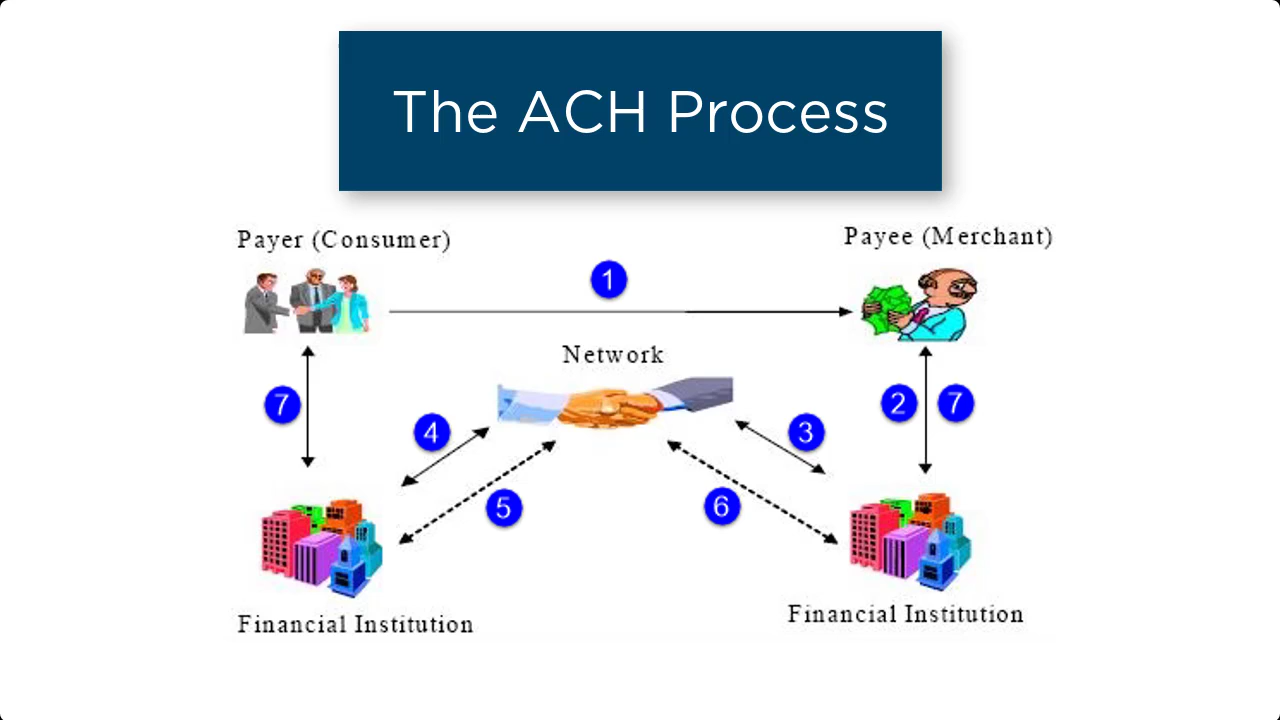 The ACH Process
Payer (Consumer)
Payee (Merchant)
1
Network
7
4
3
2
7
5
6
Financial Institution
Financial Institution